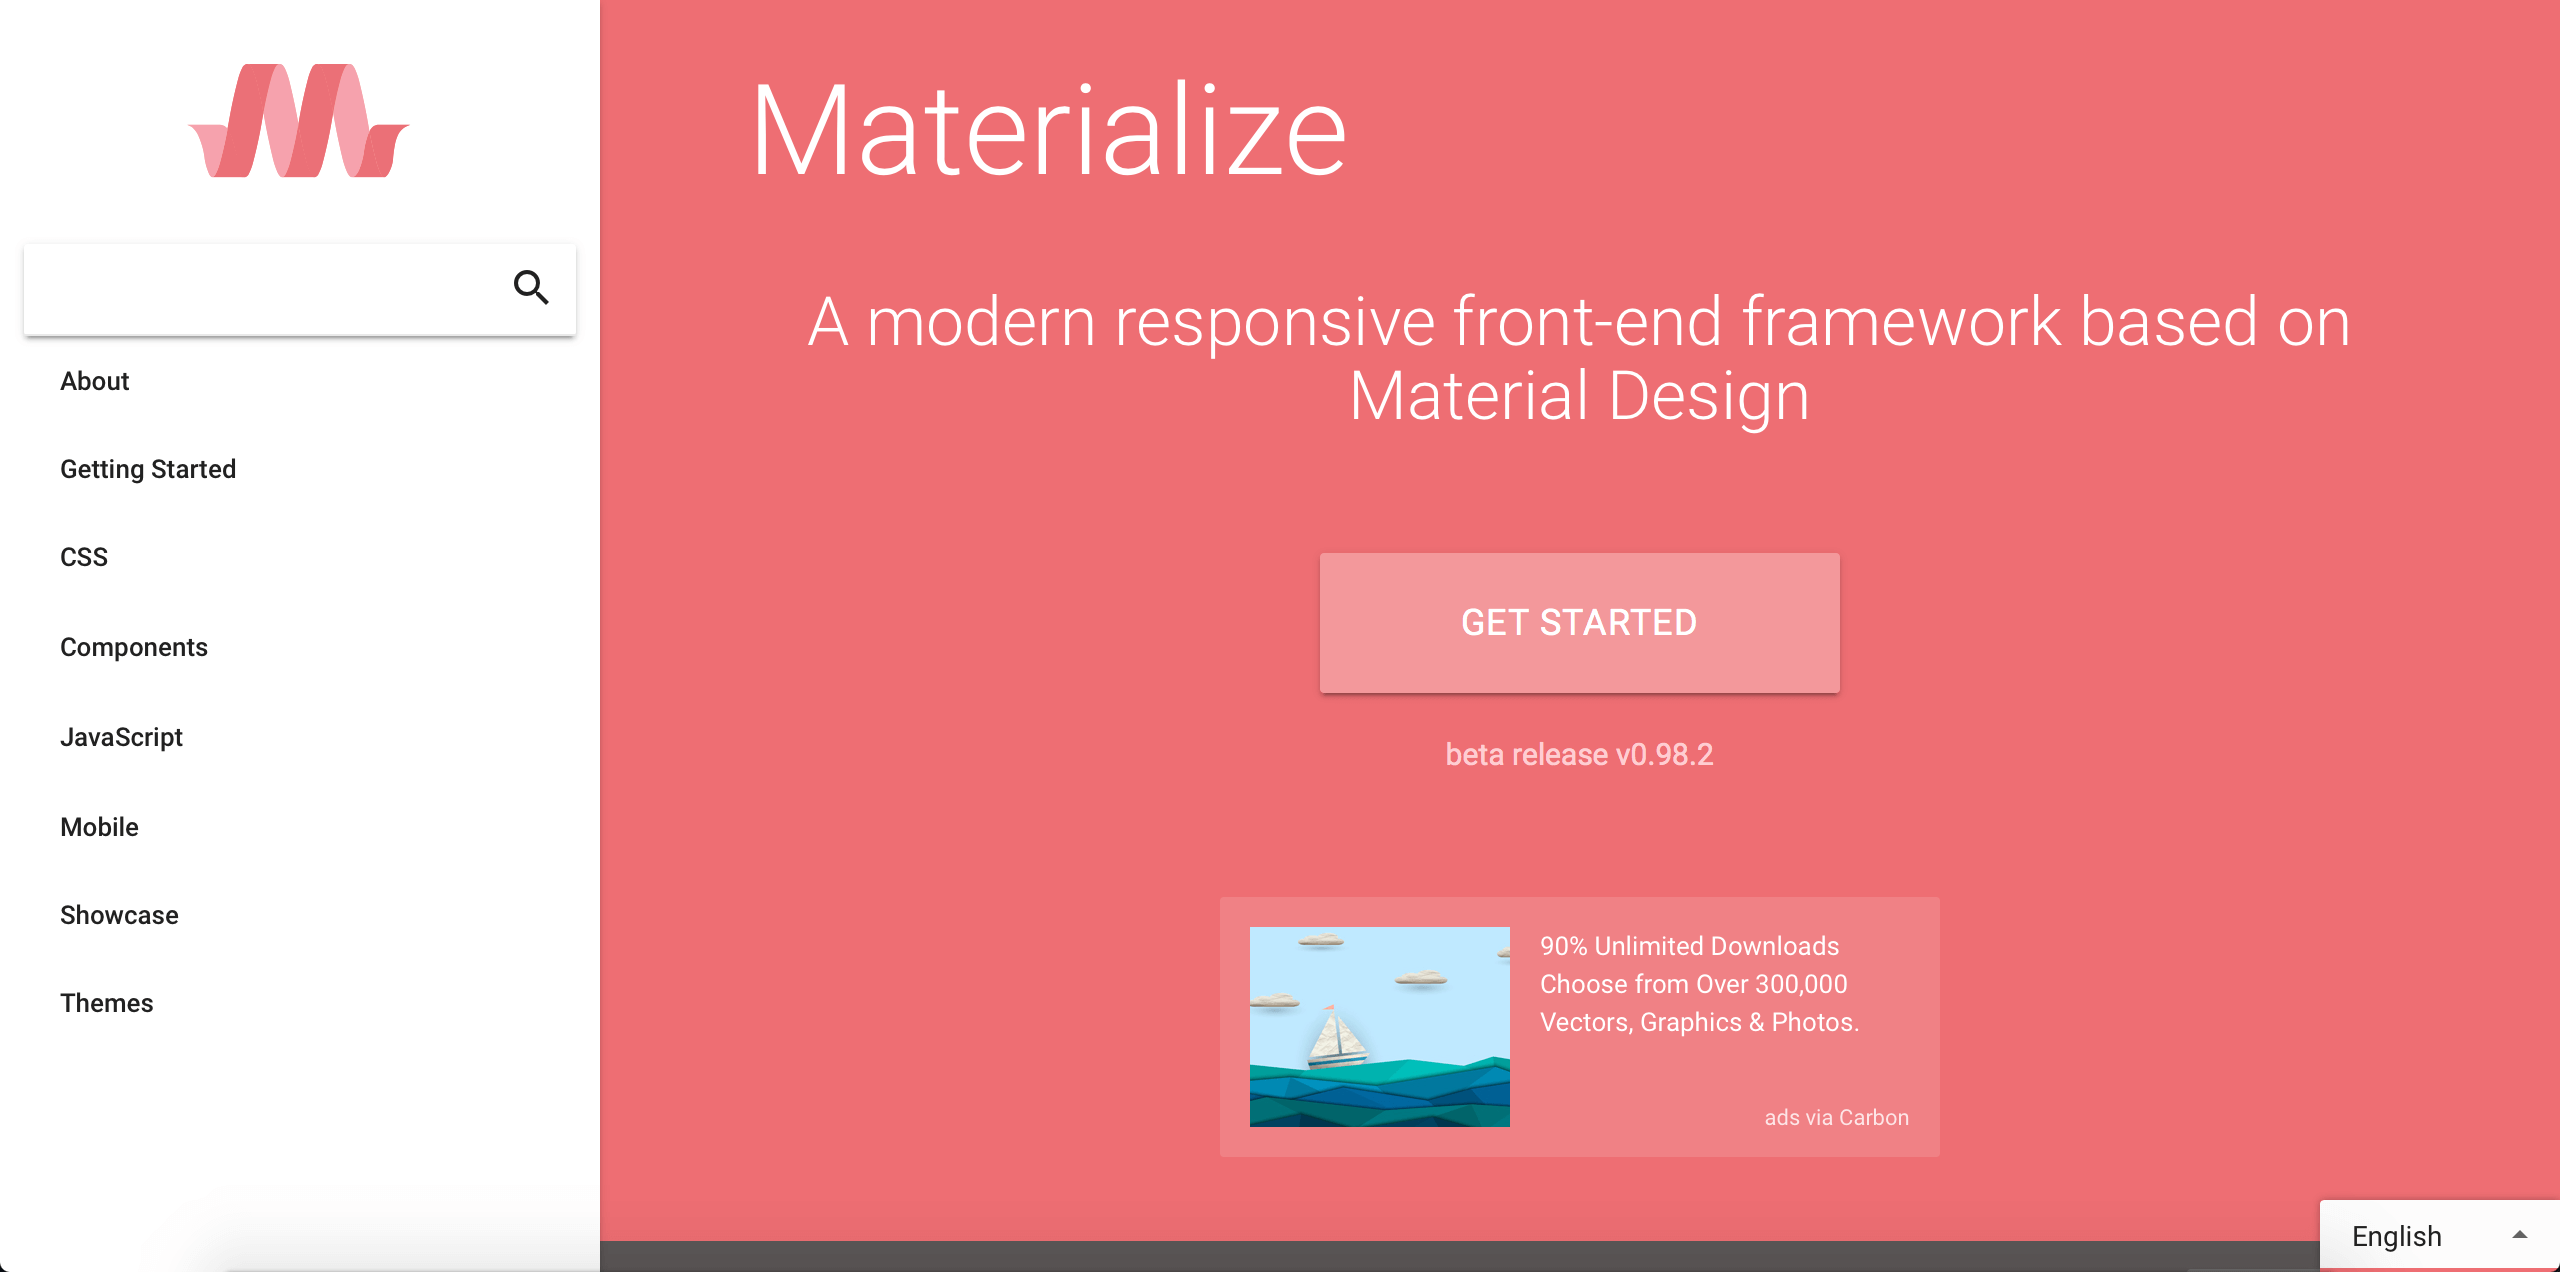 About
Getting Started
CSS
Components
JavaScript
Mobile
Showcase
Themes
Materialize
A modern responsive front-end framework based on
Material Design
GET STARTED
beta release v0.98.2
90% Unlimited Downloads
Choose from Over 300,000
Vectors, Graphics & Photos.
ads via Carbon
English